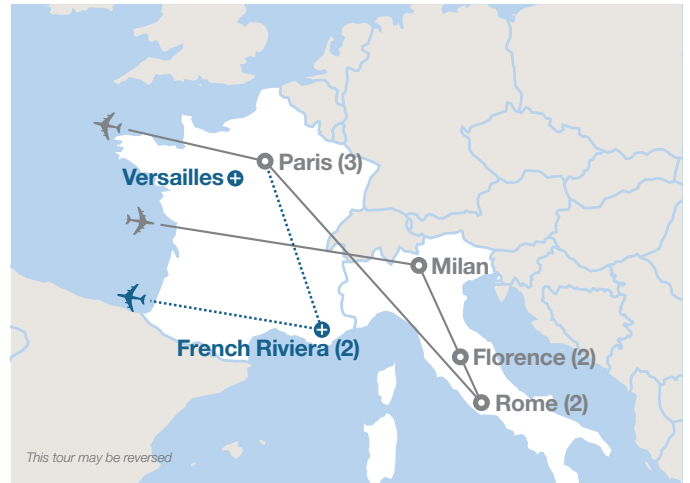 Paris (3)
Versailles
Milan
French Riviera (2)
Florence (2)
Rome (2)
This tour may be reversed